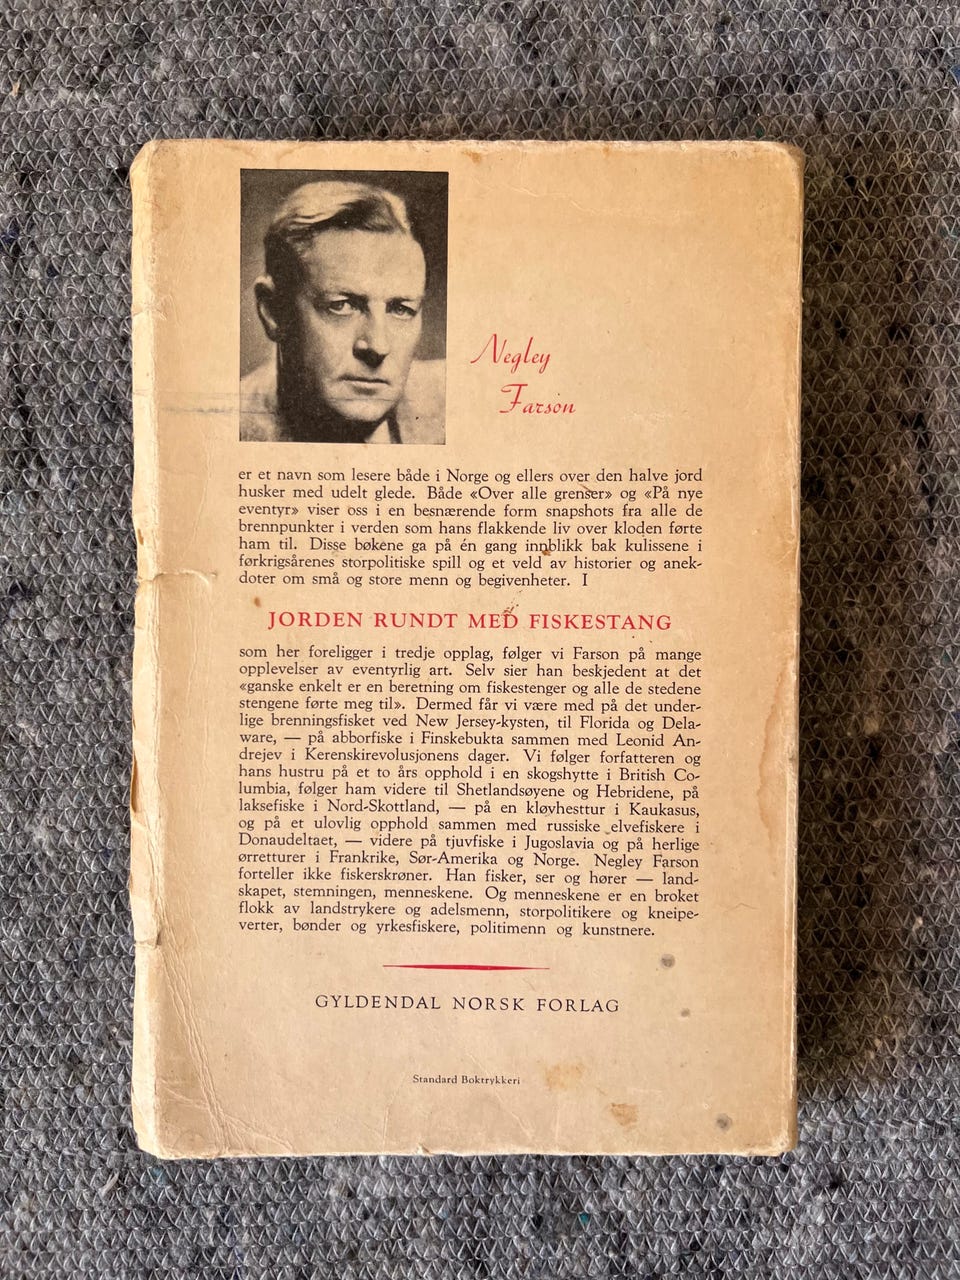 Negley
Farson
er et navn som lesere både i Norge og ellers over den halve jord
husker med udelt glede. Både «Over alle grenser» og «På nye
eventyr» viser oss i en besnærende form snapshots fra alle de
brennpunkter i verden som hans flakkende liv over kloden førte
ham til. Disse bøkene ga på én gang innblikk bak kulissene i
førkrigsårenes storpolitiske spill og et veld av historier og anek-
doter om små og store menn og begivenheter. I
JORDEN RUNDT MED FISKESTANG
som her foreligger i tredje opplag, følger vi Farson på mange
opplevelser av eventyrlig art. Selv sier han beskjedent at det
«ganske enkelt er en beretning om fiskestenger og alle de stedene
stengene førte meg til». Dermed får vi være med på det under-
lige brenningsfisket ved New Jersey-kysten, til Florida og Dela-
ware, — på abborfiske i Finskebukta sammen med Leonid An-
drejev i Kerenskirevolusjonens dager. Vi følger forfatteren og
hans hustru på et to års opphold i en skogshytte i British Co-
lumbia, følger ham videre til Shetlandsøyene og Hebridene, på
laksefiske i Nord-Skottland, — på en kløvhesttur i Kaukasus,
og på et ulovlig opphold sammen med russiske elvefiskere i
Donaudeltaet, — videre på tjuvfiske i Jugoslavia og på herlige
ørretturer i Frankrike, Sør-Amerika og Norge. Negley Farson
forteller ikke fiskerskrøner. Han fisker, ser og hører — land-
skapet, stemningen, menneskene. Og menneskene er en broket
flokk av landstrykere og adelsmenn, storpolitikere og kneipe-
verter, bønder og yrkesfiskere, politimenn og kunstnere.
GYLDENDAL NORSK FORLAG
Standard Boktrykkeri